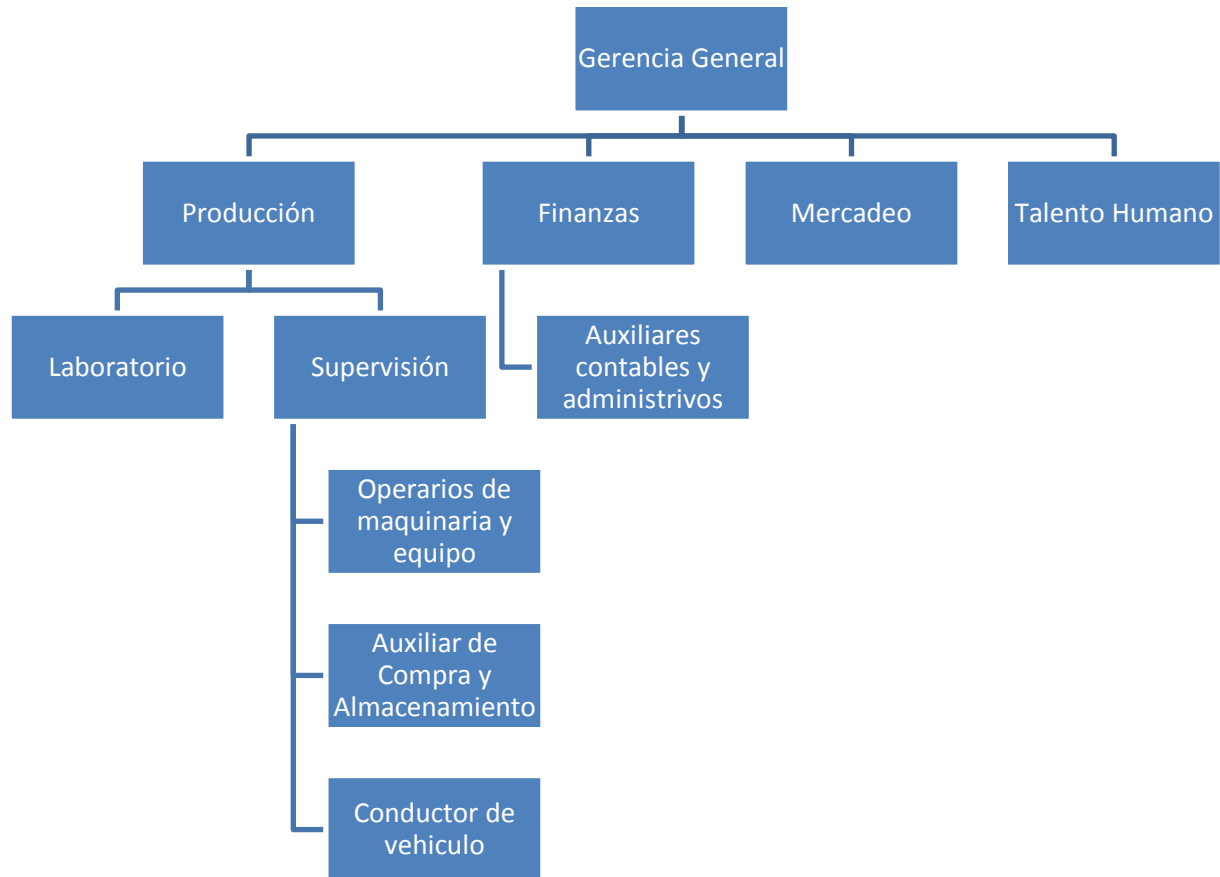 Gerencia General
Producción
Finanzas
Mercadeo
Talento Humano
Laboratorio
Supervisión
Auxiliares
contables y
administrivos
Operarios de
maquinaria y
equipo
Auxiliar de
Compra y
Almacenamiento
Conductor de
vehiculo